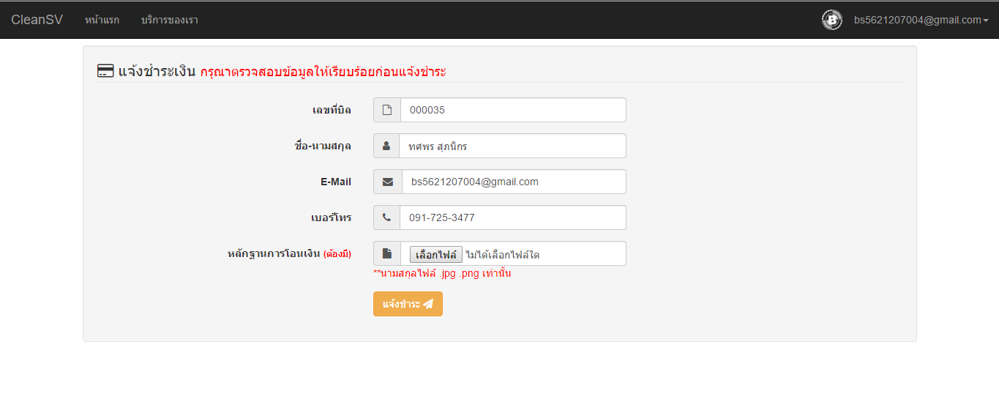 CleanSV หน้าแรก บริการของเรา bs5621207004@gmail.com
แจ้งชำระเงิน กรุณาตรวจสอบข้อมูลให้เรียบร้อยก่อนแจ้งชำระ
เลขที่บิล 000035
ชื่อ-นามสกุล ทศพร สุภนิกร
E-Mail bs5621207004@gmail.com
เบอร์โทร 091-725-3477
หลักฐานการโอนเงิน (ต้องมี) เลือกไฟล์ ไม่ได้เลือกไฟล์ใด
**นามสกุลไฟล์ .jpg .png เท่านั้น
แจ้งชำระ